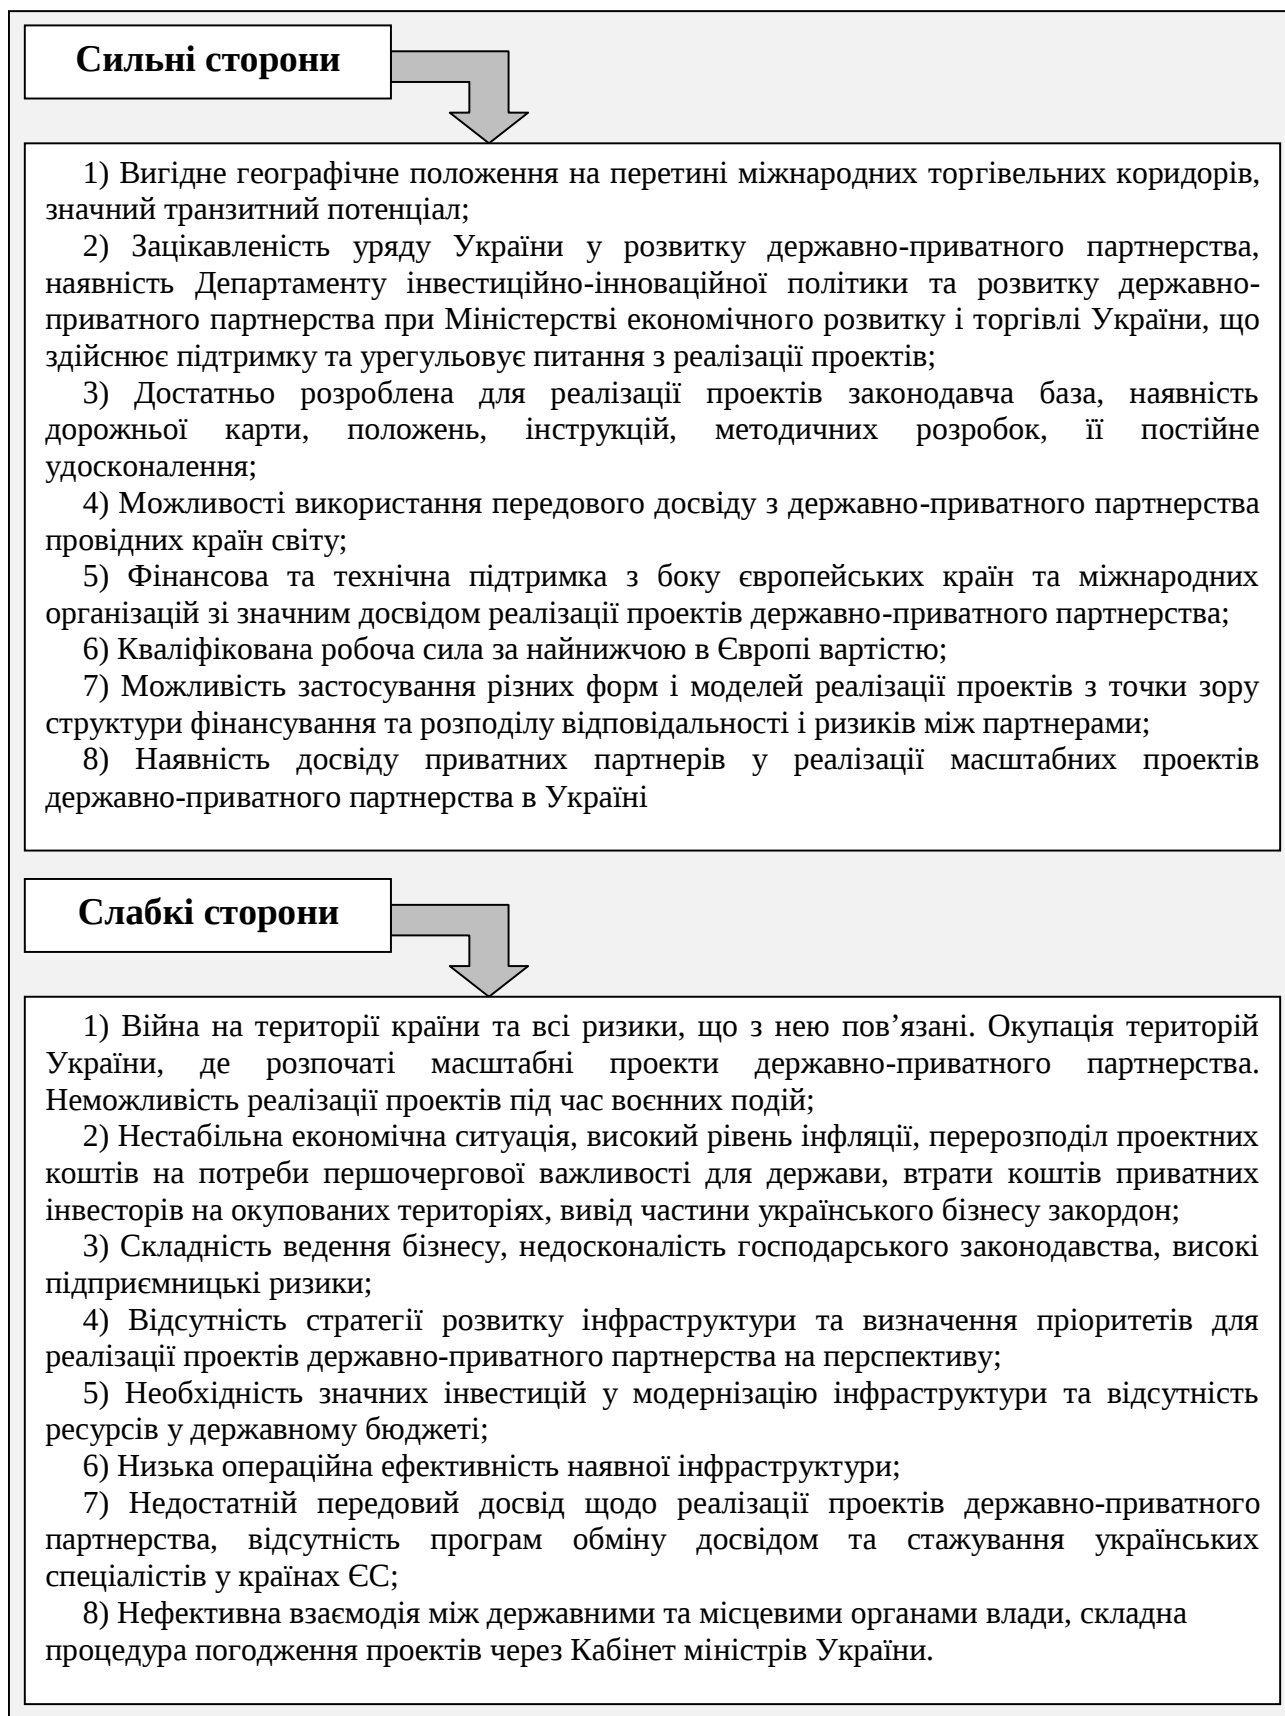 Сильні сторони
1) Вигідне географічне положення на перетині міжнародних торгівельних коридорів,
значний транзитний потенціал;
2) Зацікавленість уряду України у розвитку державно-приватного партнерства,
наявність Департаменту інвестиційно-інноваційної політики та розвитку державно-
приватного партнерства при Міністерстві економічного розвитку і торгівлі України, що
здійснює підтримку та урегульовує питання з реалізації проектів;
3) Достатньо розроблена для реалізації проектів законодавча база, наявність
дорожньої карти, положень, інструкцій, методичних розробок, її постійне
удосконалення;
4) Можливості використання передового досвіду з державно-приватного партнерства
провідних країн світу;
5) Фінансова та технічна підтримка з боку європейських країн та міжнародних
організацій зі значним досвідом реалізації проектів державно-приватного партнерства;
6) Кваліфікована робоча сила за найнижчою в Європі вартістю;
7) Можливість застосування різних форм і моделей реалізації проектів з точки зору
структури фінансування та розподілу відповідальності і ризиків між партнерами;
8) Наявність досвіду приватних партнерів у реалізації масштабних проектів
державно-приватного партнерства в Україні
Слабкі сторони
1) Війна на території країни та всі ризики, що з нею пов’язані. Окупація територій
України, де розпочаті масштабні проекти державно-приватного партнерства.
Неможливість реалізації проектів під час воєнних подій;
2) Нестабільна економічна ситуація, високий рівень інфляції, перерозподіл проектних
коштів на потреби першочергової важливості для держави, втрати коштів приватних
інвесторів на окупованих територіях, вивід частини українського бізнесу закордон;
3) Складність ведення бізнесу, недосконалість господарського законодавства, високі
підприємницькі ризики;
4) Відсутність стратегії розвитку інфраструктури та визначення пріоритетів для
реалізації проектів державно-приватного партнерства на перспективу;
5) Необхідність значних інвестицій у модернізацію інфраструктури та відсутність
ресурсів у державному бюджеті;
6) Низька операційна ефективність наявної інфраструктури;
7) Недостатній передовий досвід щодо реалізації проектів державно-приватного
партнерства, відсутність програм обміну досвідом та стажування українських
спеціалістів у країнах ЄС;
8) Нефективна взаємодія між державними та місцевими органами влади, складна
процедура погодження проектів через Кабінет міністрів України.